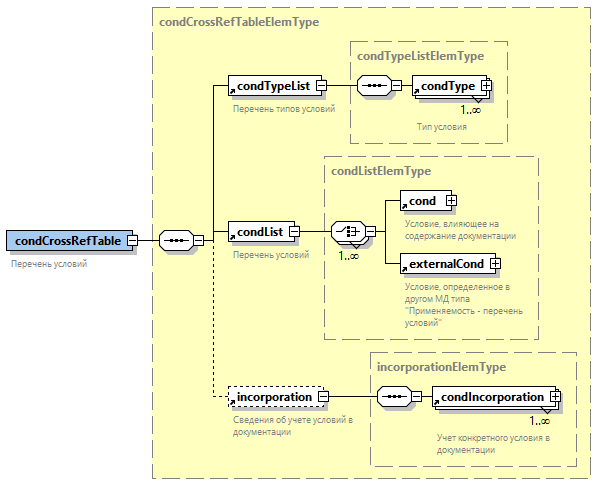 condCrossRefTableElemType
condTypeListElemType
condTypeList
condType
1..∞
Перечень типов условий
Тип условия
condListElemType
cond
Условие, влияющее на
содержание документации
condCrossRefTable
Перечень условий
condList
1..∞
Перечень условий
externalCond
Условие, определенное в
другом МД типа
"Применяемость - перечень
условий"
incorporationElemType
incorporation
condIncorporation
1..∞
Сведения об учете условий в
документации
Учет конкретного условия в
документации